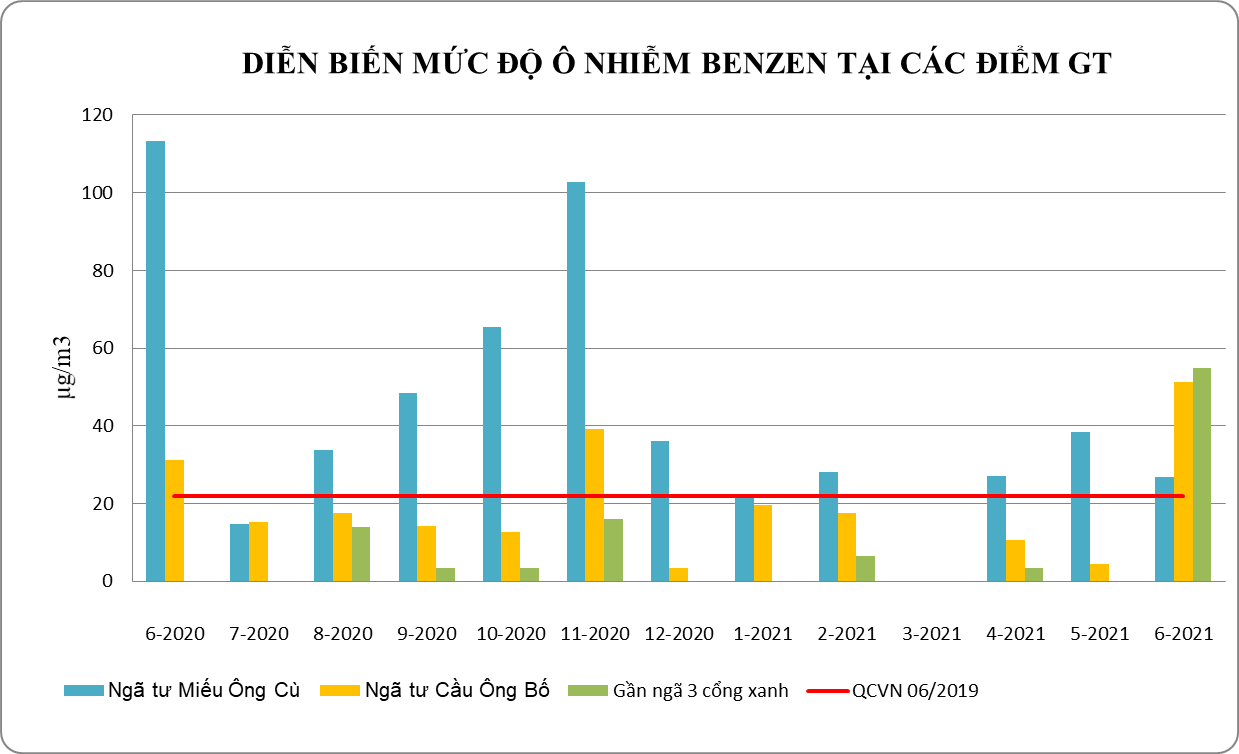 DIỄN BIẾN MỨC ĐỘ Ô NHIỄM BENZEN TẠI CÁC ĐIỂM GT
120
100
80
60
40
20
0
µg/m3
6-2020 7-2020 8-2020 9-2020 10-2020 11-2020 12-2020 1-2021 2-2021 3-2021 4-2021 5-2021 6-2021
Ngã tư Miếu Ông Cù Ngã tư Cầu Ông Bố Gần ngã 3 cổng xanh QCVN 06/2019